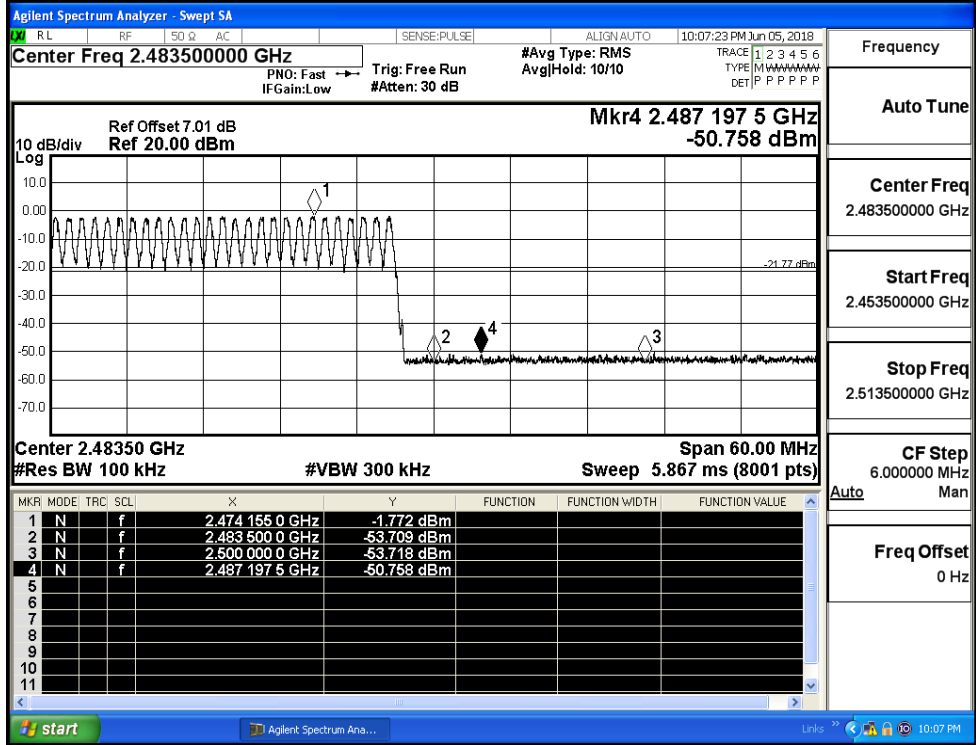 Agilent Spectrum Analyzer - Swept SA
LXI RL RF 50 Ω AC SENSE:PULSE ALIGN AUTO 10:07:23 PM Jun 05, 2018
Center Freq 2.483500000 GHz
PNO: Fast
IFGain:Low
Trig: Free Run
#Atten: 30 dB
#Avg Type: RMS
Avg|Hold: 10/10
TRACE 1 2 3 4 5 6
TYPE M WWWWW
DET P P P P P P
Ref Offset 7.01 dB
10 dB/div Ref 20.00 dBm
Log
Mkr4 2.487 197 5 GHz
-50.758 dBm
10.0
0.00
-10.0
-20.0
-30.0
-40.0
-50.0
-60.0
-70.0
1
2
4
3
-21.77 dBm
Center 2.48350 GHz Span 60.00 MHz
#Res BW 100 kHz #VBW 300 kHz Sweep 5.867 ms (8001 pts)
MKR MODE TRC SCL X Y FUNCTION FUNCTION WIDTH FUNCTION VALUE
1 N f 2.474 155 0 GHz -1.772 dBm
2 N f 2.483 500 0 GHz -53.709 dBm
3 N f 2.500 000 0 GHz -53.718 dBm
4 N f 2.487 197 5 GHz -50.758 dBm
5
6
7
8
9
10
11
Frequency
Auto Tune
Center Freq
2.483500000 GHz
Start Freq
2.453500000 GHz
Stop Freq
2.513500000 GHz
CF Step
6.000000 MHz
Auto Man
Freq Offset
0 Hz
start Agilent Spectrum Ana... Links » 10:07 PM